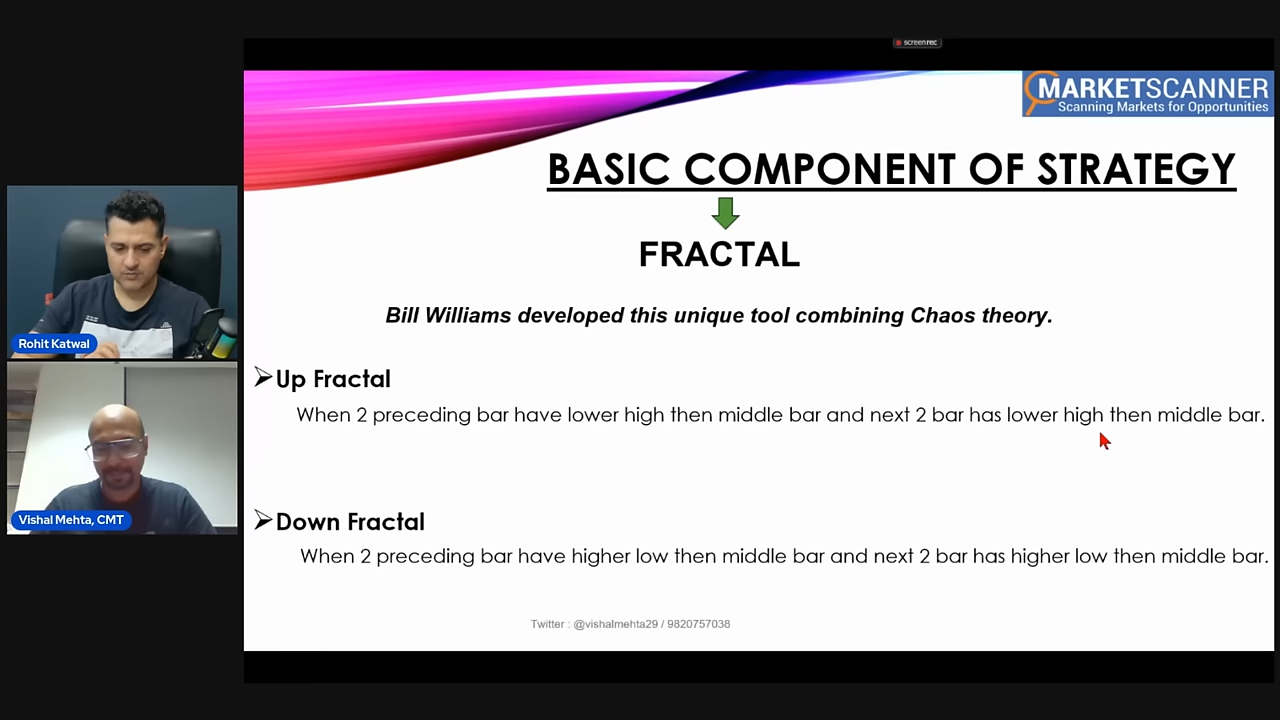 screenrec
MARKETSCANNER
Scanning Markets for Opportunities
BASIC COMPONENT OF STRATEGY
FRACTAL
Bill Williams developed this unique tool combining Chaos theory.
Up Fractal
When 2 preceding bar have lower high then middle bar and next 2 bar has lower high then middle bar.
Down Fractal
When 2 preceding bar have higher low then middle bar and next 2 bar has higher low then middle bar.
Twitter : @vishalmehta29 / 9820757038
Rohit Katwal
Vishal Mehta, CMT